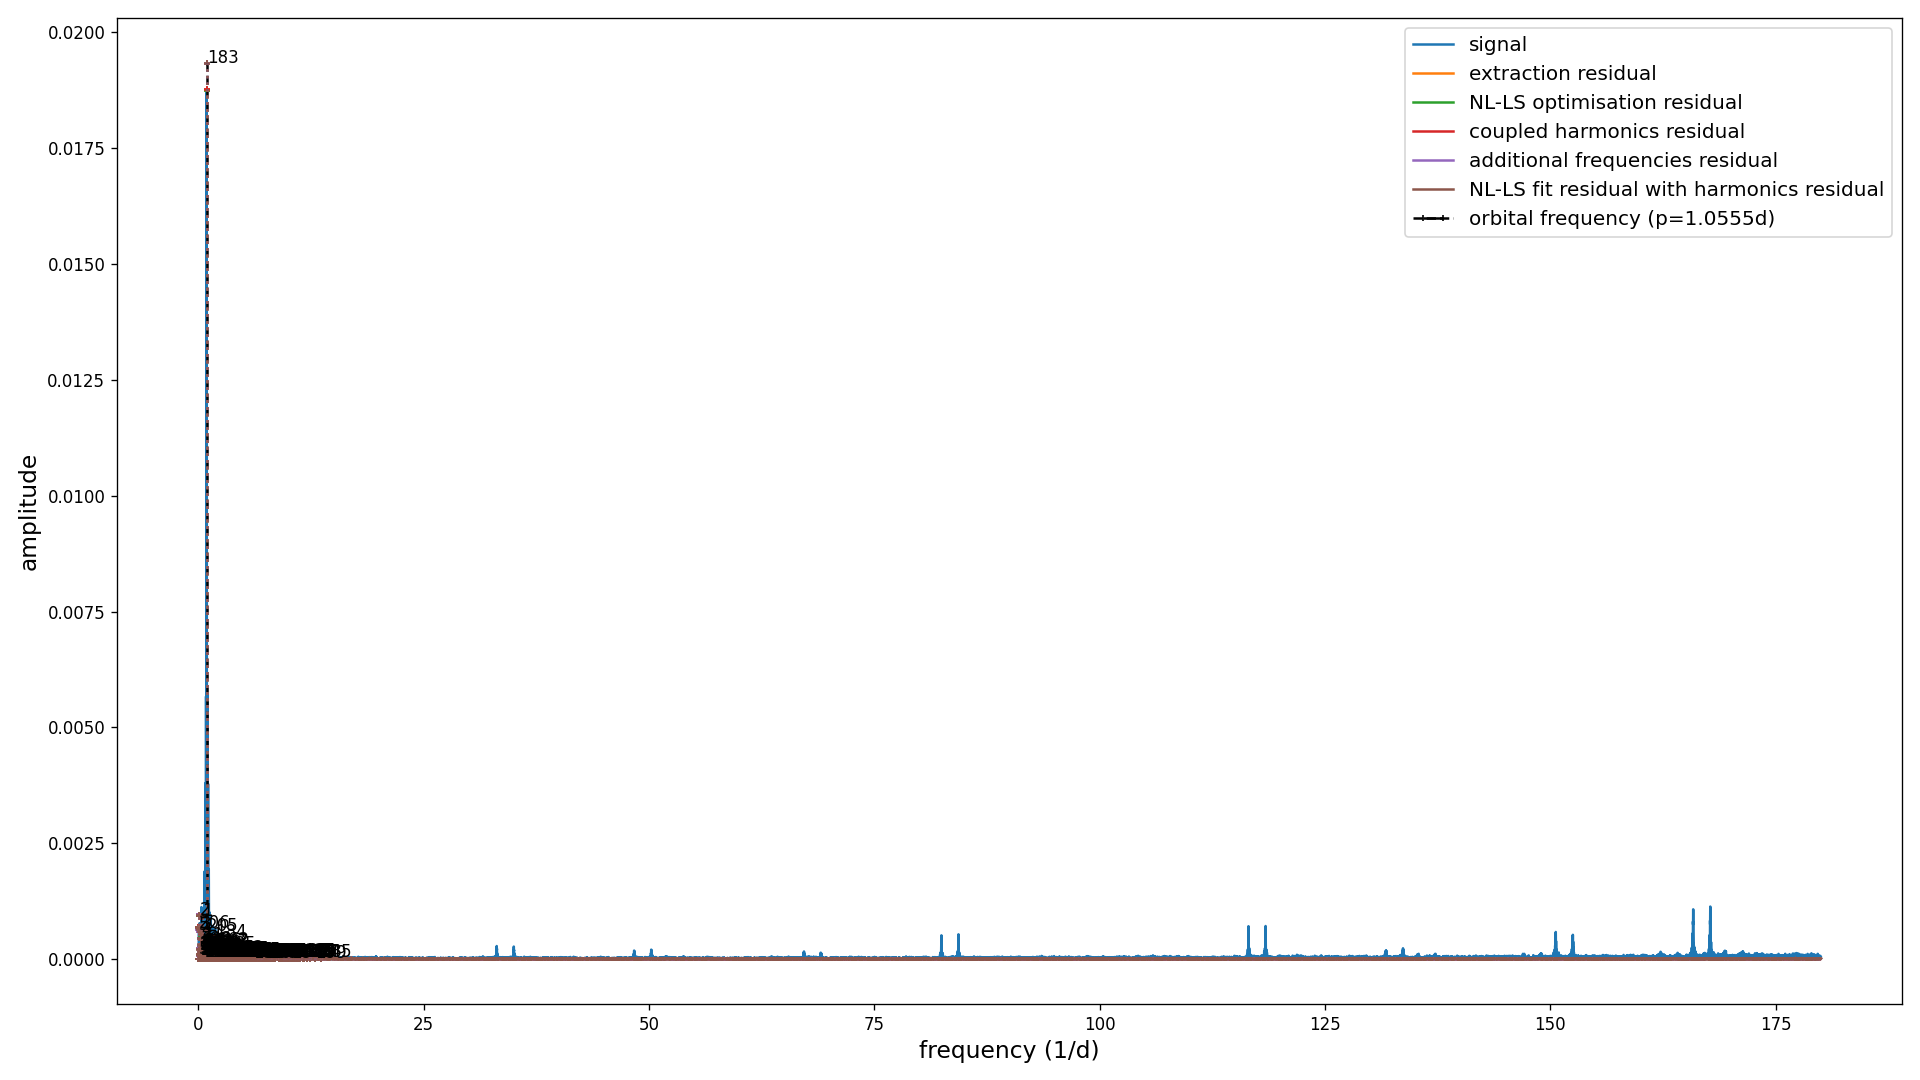 0.0200
0.0175
0.0150
0.0125
0.0100
0.0075
0.0050
0.0025
0.0000
amplitude
183
signal
extraction residual
NL-LS optimisation residual
coupled harmonics residual
additional frequencies residual
NL-LS fit residual with harmonics residual
orbital frequency (p=1.0555d)
0
25
50
75
100
125
150
175
frequency (1/d)